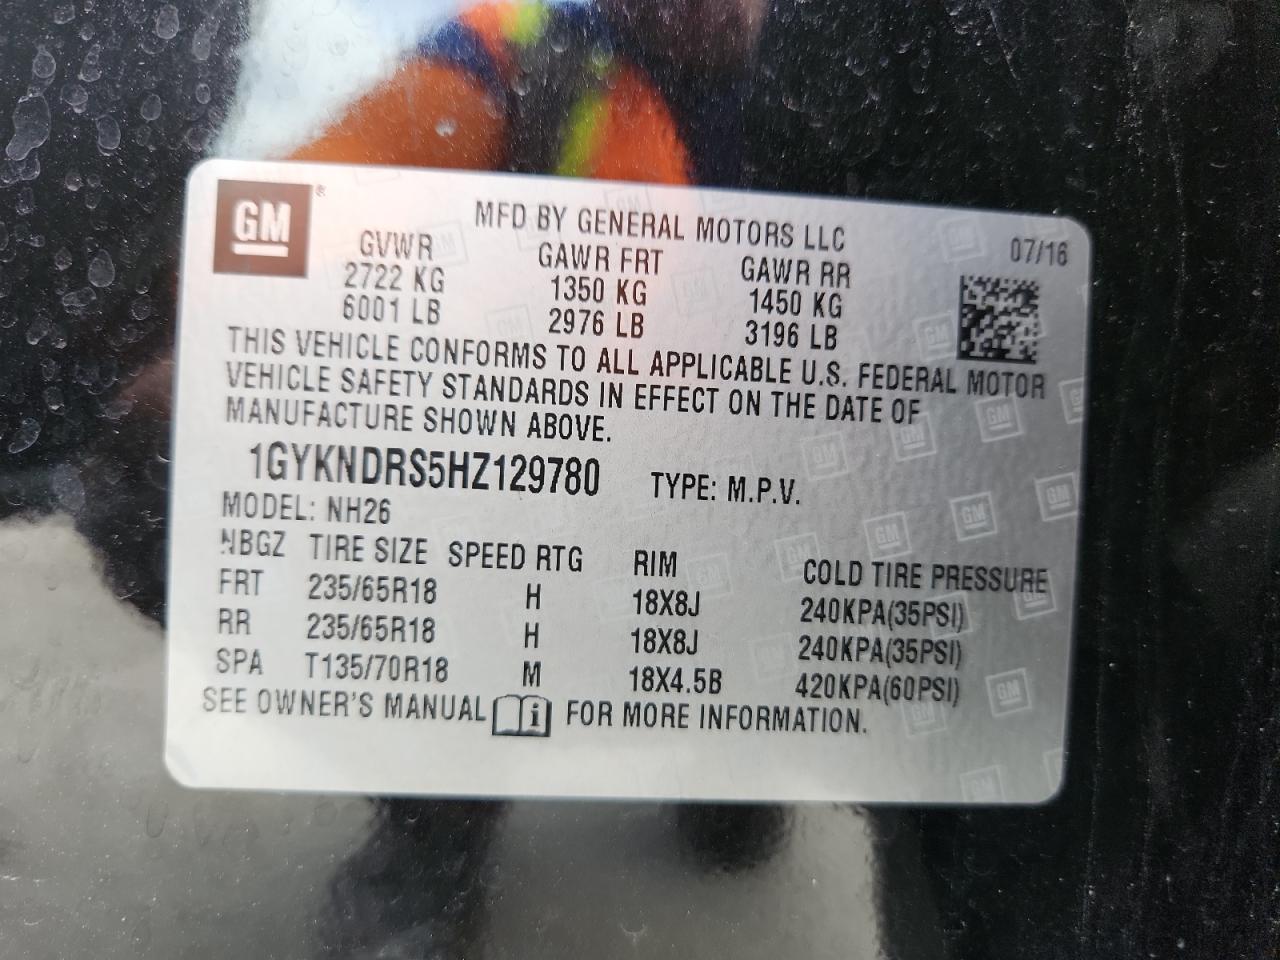 GM®
MFD BY GENERAL MOTORS LLC
07/16
GVWR GAWR FRT GAWR RR
2722 KG 1350 KG 1450 KG
6001 LB 2976 LB 3196 LB
THIS VEHICLE CONFORMS TO ALL APPLICABLE U.S. FEDERAL MOTOR
VEHICLE SAFETY STANDARDS IN EFFECT ON THE DATE OF
MANUFACTURE SHOWN ABOVE.
1GYKNDRS5HZ129780 TYPE: M.P.V.
MODEL: NH26
NBGZ TIRE SIZE SPEED RTG RIM COLD TIRE PRESSURE
FRT 235/65R18 H 18X8J 240KPA(35PSI)
RR 235/65R18 H 18X8J 240KPA(35PSI)
SPA T135/70R18 M 18X4.5B 420KPA(60PSI)
SEE OWNER'S MANUAL i FOR MORE INFORMATION.